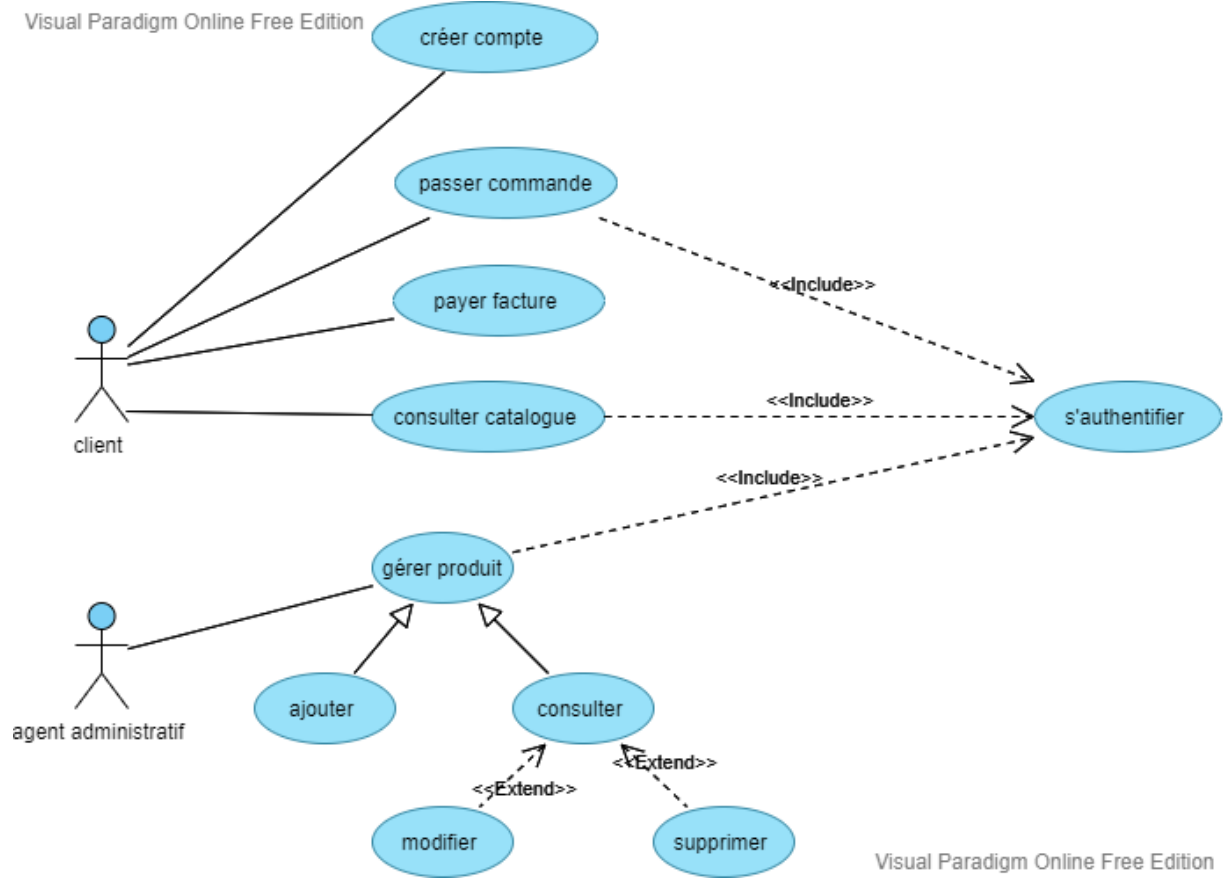 Visual Paradigm Online Free Edition
créer compte
passer commande
<<Include>>
payer facture
client
consulter catalogue
<<Include>>
s'authentifier
<<Include>>
gérer produit
agent administratif
ajouter
consulter
<<Extend>>
<<Extend>>
modifier
supprimer
Visual Paradigm Online Free Edition